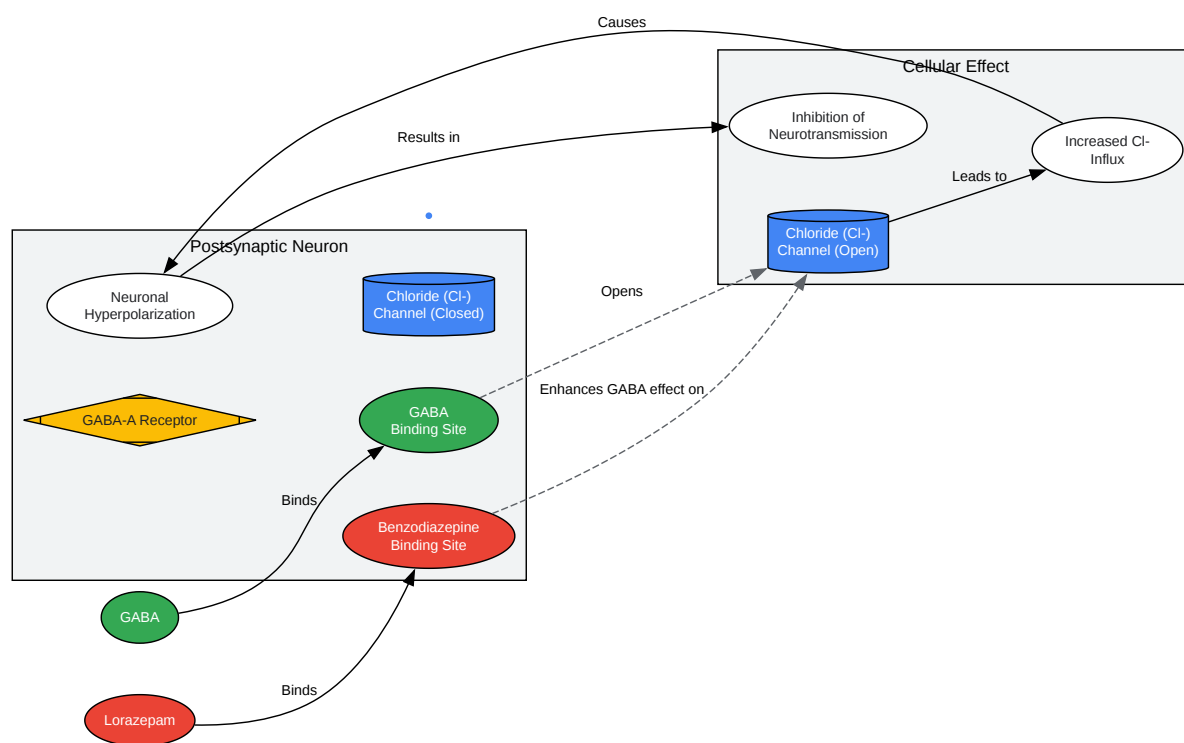 Causes
Cellular Effect
Inhibition of
Neurotransmission
Increased Cl-
Influx
Results in
Leads to
Chloride (Cl-)
Channel (Open)
Postsynaptic Neuron
Neuronal
Hyperpolarization
Chloride (Cl-)
Channel (Closed)
Opens
Enhances GABA effect on
GABA-A Receptor
GABA
Binding Site
Binds
Benzodiazepine
Binding Site
GABA
Binds
Lorazepam